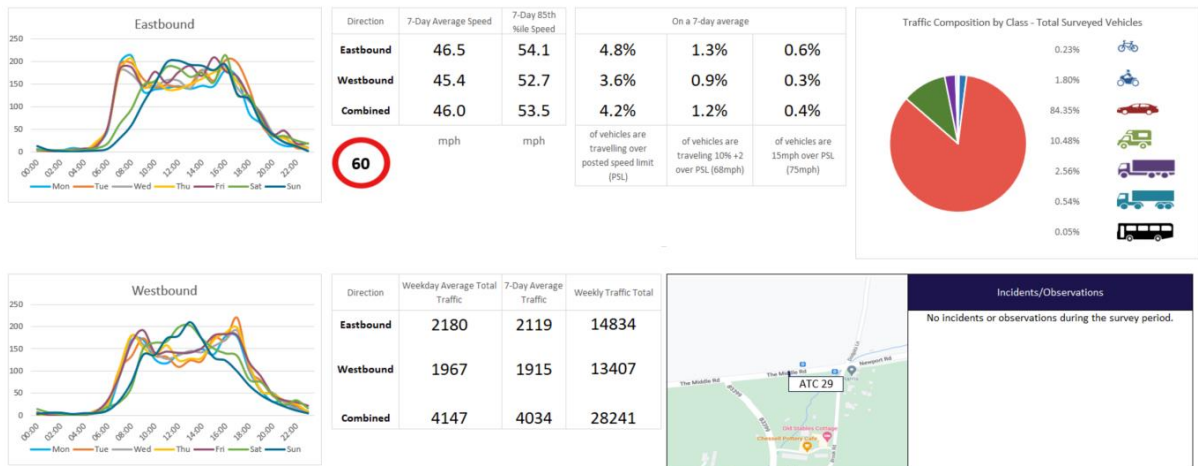 Eastbound
250
200
150
100
50
0
00:00 02:00 04:00 06:00 08:00 10:00 12:00 14:00 16:00 18:00 20:00 22:00
Mon Tue Wed Thu Fri Sat Sun
Direction 7-Day Average Speed 7-Day 85th %ile Speed On a 7-day average
Eastbound 46.5 54.1 4.8% 1.3% 0.6%
Westbound 45.4 52.7 3.6% 0.9% 0.3%
Combined 46.0 53.5 4.2% 1.2% 0.4%
60
mph mph
of vehicles are
travelling over
posted speed limit
(PSL)
of vehicles are
traveling 10% +2
over PSL (68mph)
of vehicles are
15mph over PSL
(75mph)
Traffic Composition by Class - Total Surveyed Vehicles
0.23%
1.80%
84.35%
10.48%
2.56%
0.54%
0.05%
Westbound
250
200
150
100
50
0
00:00 02:00 04:00 06:00 08:00 10:00 12:00 14:00 16:00 18:00 20:00 22:00
Mon Tue Wed Thu Fri Sat Sun
Direction Weekday Average Total Traffic 7-Day Average Traffic Weekly Traffic Total
Eastbound 2180 2119 14834
Westbound 1967 1915 13407
Combined 4147 4034 28241
The Middle Rd
The Middle Rd
Newport Rd
ATC 29
B3399
B3399
Old Stables Cottage
Chessell Pottery Cafe
Incidents/Observations
No incidents or observations during the survey period.